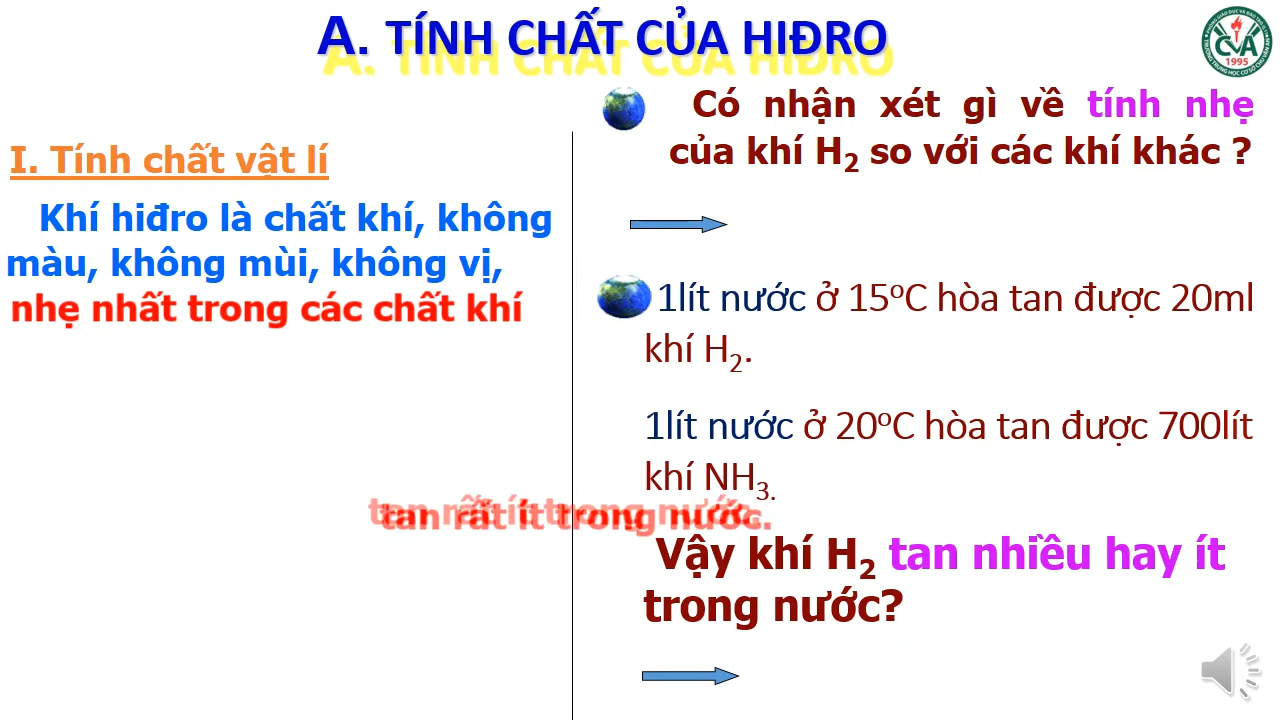 A. TÍNH CHẤT CỦA HIĐRO
CVA
1995
I. Tính chất vật lí
Khí hiđro là chất khí, không
màu, không mùi, không vị,
nhẹ nhất trong các chất khí
tan rất ít trong nước.
Có nhận xét gì về tính nhẹ
của khí H₂ so với các khí khác ?
1lít nước ở 15ºC hòa tan được 20ml
khí H₂.
1lít nước ở 20ºC hòa tan được 700lít
khí NH₃.
Vậy khí H₂ tan nhiều hay ít
trong nước?